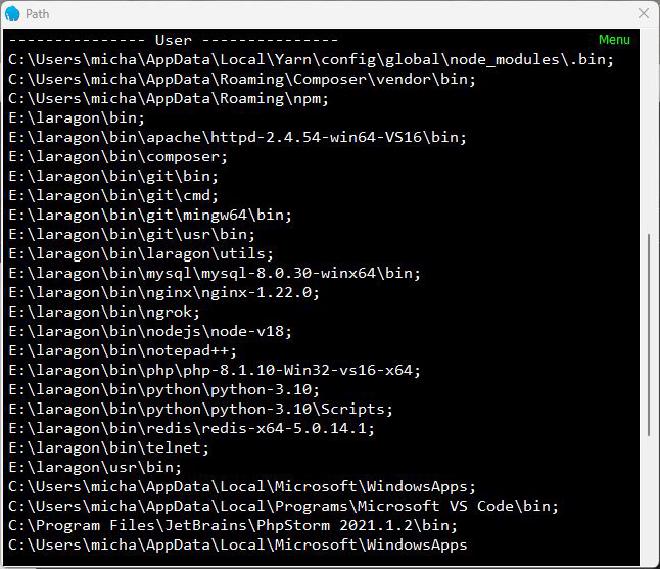 Path
--------------- User ---------------
Menu
C:\Users\micha\AppData\Local\Yarn\config\global\node_modules\.bin;
C:\Users\micha\AppData\Roaming\Composer\vendor\bin;
C:\Users\micha\AppData\Roaming\npm;
E:\laragon\bin;
E:\laragon\bin\apache\httpd-2.4.54-win64-VS16\bin;
E:\laragon\bin\composer;
E:\laragon\bin\git\bin;
E:\laragon\bin\git\cmd;
E:\laragon\bin\git\mingw64\bin;
E:\laragon\bin\git\usr\bin;
E:\laragon\bin\laragon\utils;
E:\laragon\bin\mysql\mysql-8.0.30-winx64\bin;
E:\laragon\bin\nginx\nginx-1.22.0;
E:\laragon\bin\ngrok;
E:\laragon\bin\nodejs\node-v18;
E:\laragon\bin\notepad++;
E:\laragon\bin\php\php-8.1.10-Win32-vs16-x64;
E:\laragon\bin\python\python-3.10;
E:\laragon\bin\python\python-3.10\Scripts;
E:\laragon\bin\redis\redis-x64-5.0.14.1;
E:\laragon\bin\telnet;
E:\laragon\usr\bin;
C:\Users\micha\AppData\Local\Microsoft\WindowsApps;
C:\Users\micha\AppData\Local\Programs\Microsoft VS Code\bin;
C:\Program Files\JetBrains\PhpStorm 2021.1.2\bin;
C:\Users\micha\AppData\Local\Microsoft\WindowsApps